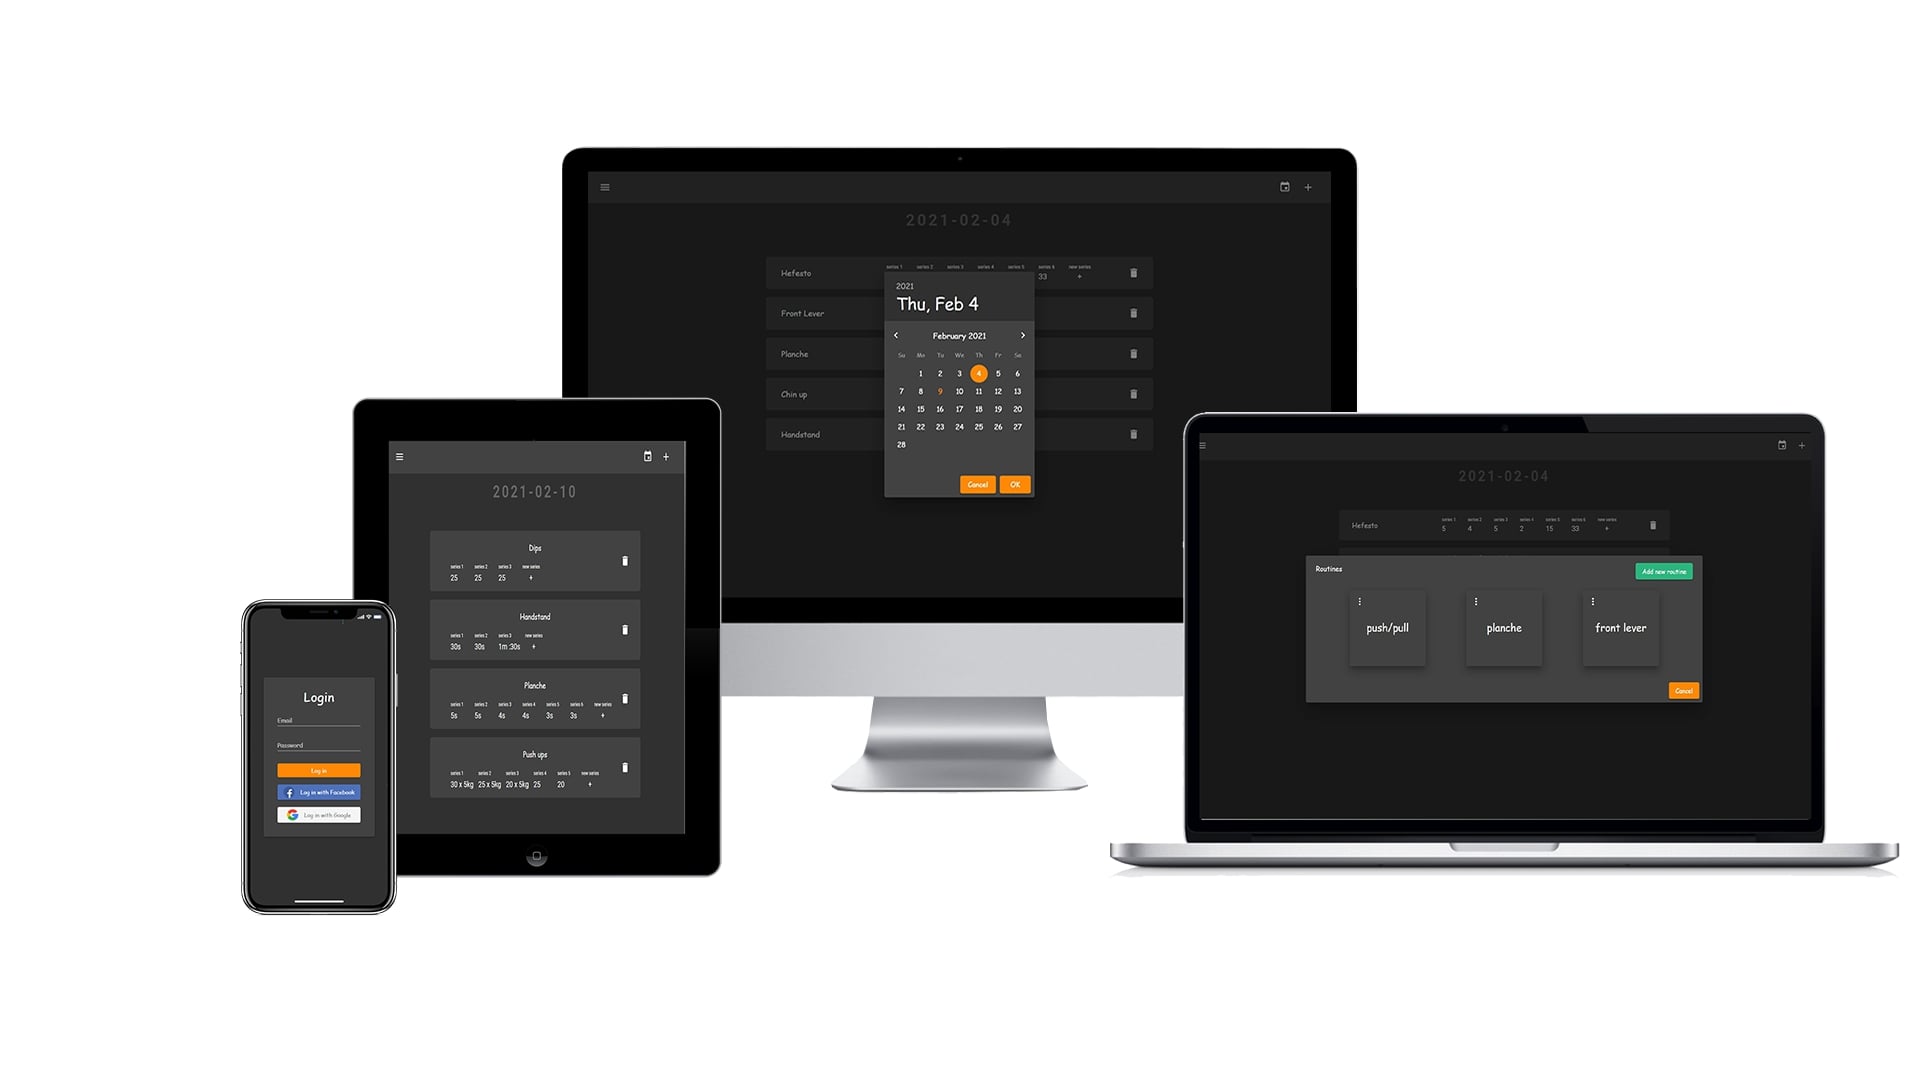 2021-02-04
Hefesto
series 1 series 2 series 3 series 4 series 5 series 6 new series
33 +
Front Lever
Planche
Chin up
Handstand
2021
Thu, Feb 4
February 2021
Su Mo Tu We Th Fr Sa
1 2 3 4 5 6
7 8 9 10 11 12 13
14 15 16 17 18 19 20
21 22 23 24 25 26 27
28
Cancel OK
2021-02-10
Dips
series 1 series 2 series 3 new series
25 25 25 +
Handstand
series 1 series 2 series 3 new series
30s 30s 1m :30s +
Planche
series 1 series 2 series 3 series 4 series 5 series 6 new series
5s 5s 4s 4s 3s 3s +
Push ups
series 1 series 2 series 3 series 4 series 5 new series
30 x 5kg 25 x 5kg 20 x 5kg 25 20 +
Login
Email
Password
Log in
Log in with Facebook
Log in with Google
2021-02-04
Hefesto
series 1 series 2 series 3 series 4 series 5 series 6 new series
5 4 5 2 15 33 +
Routines
Add new routine
push/pull planche front lever
Cancel